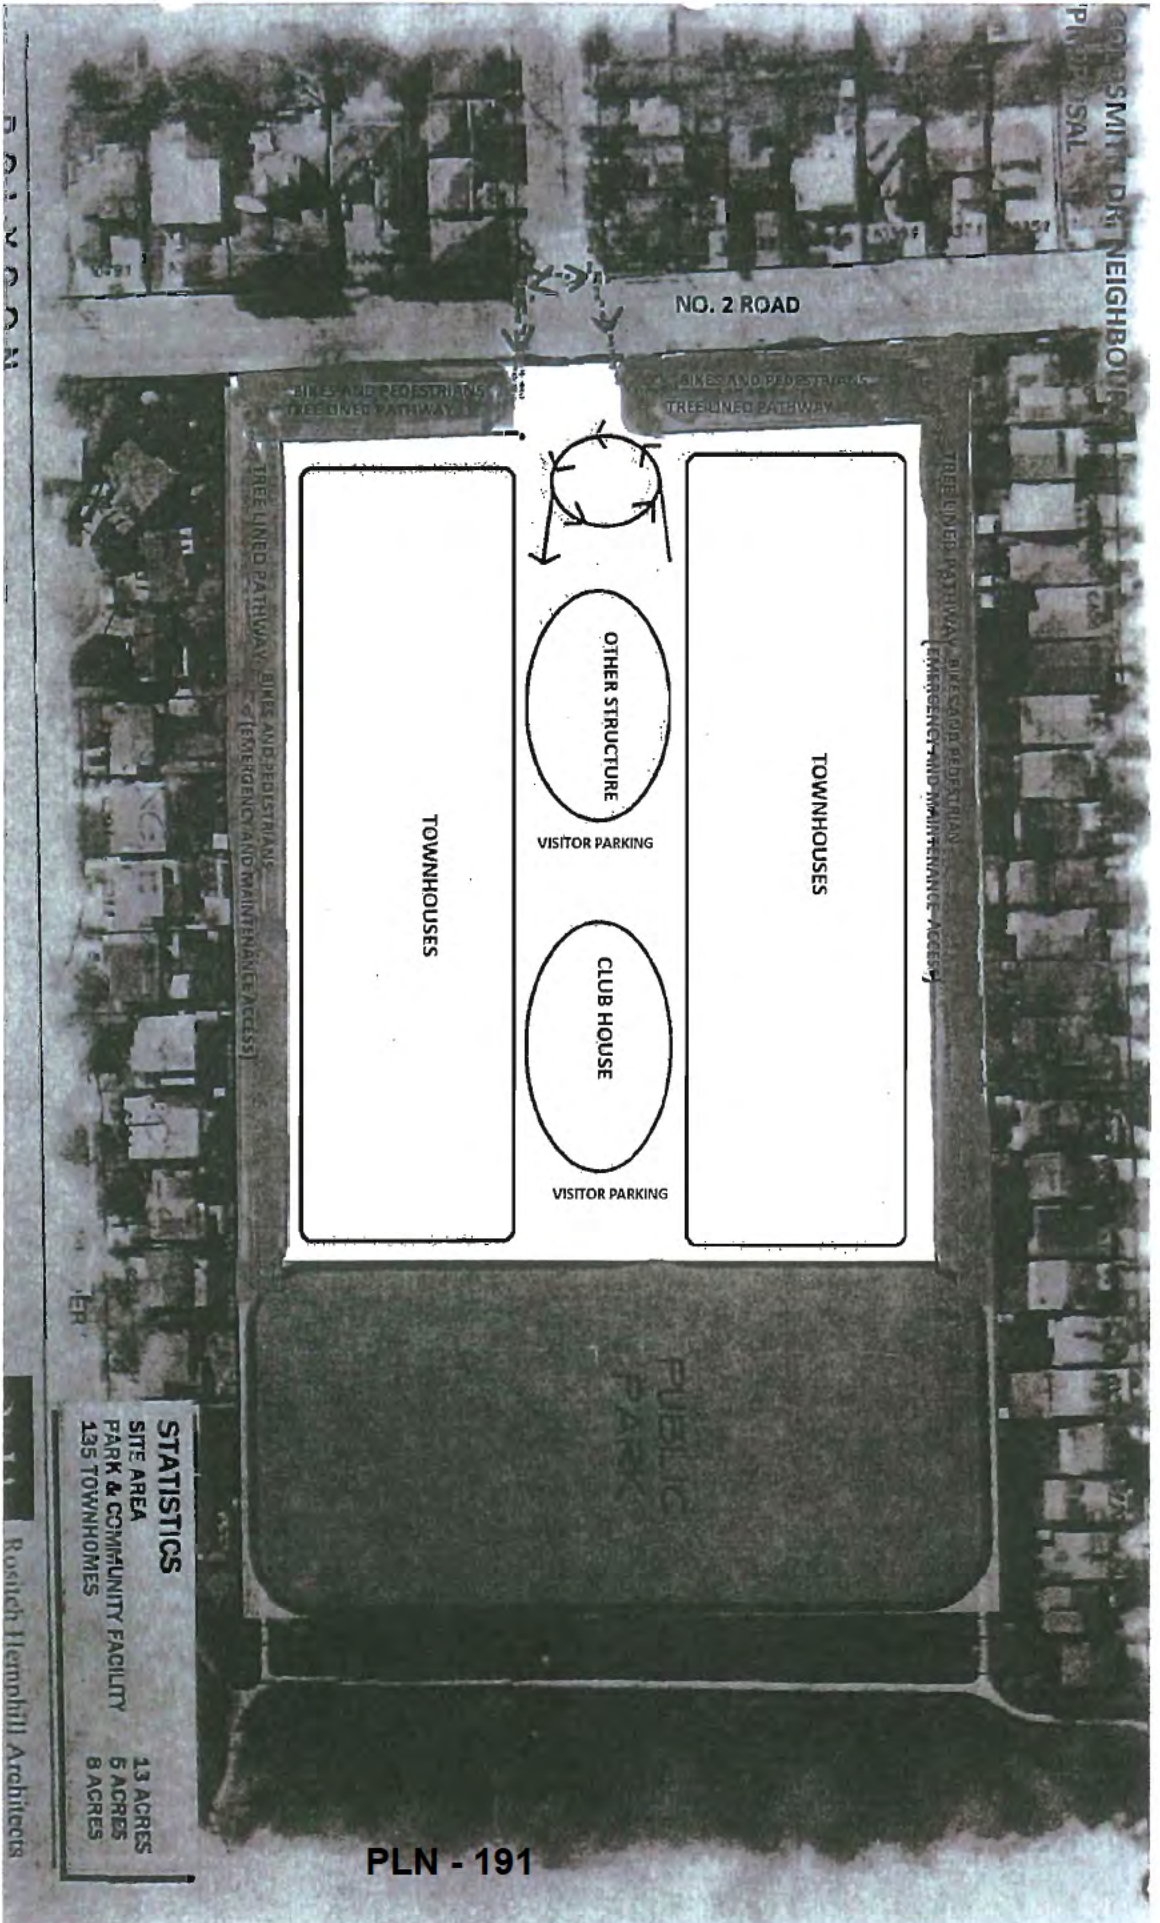 NO. 2 ROAD
BIKES AND PEDESTRIANS
TREE LINED PATHWAY
BIKES AND PEDESTRIANS
TREE LINED PATHWAY
TREE LINED PATHWAY, BIKES AND PEDESTRIAN
[EMERGENCY AND MAINTENANCE ACCESS]
TREE LINED PATHWAY, BIKES AND PEDESTRIANS
[EMERGENCY AND MAINTENANCE ACCESS]
OTHER STRUCTURE
VISITOR PARKING
TOWNHOUSES
TOWNHOUSES
CLUB HOUSE
VISITOR PARKING
PUBLIC
PARK
STATISTICS
SITE AREA 13 ACRES
PARK & COMMUNITY FACILITY 5 ACRES
135 TOWNHOMES 8 ACRES
Rositch Hemphill Architects
PLN - 191